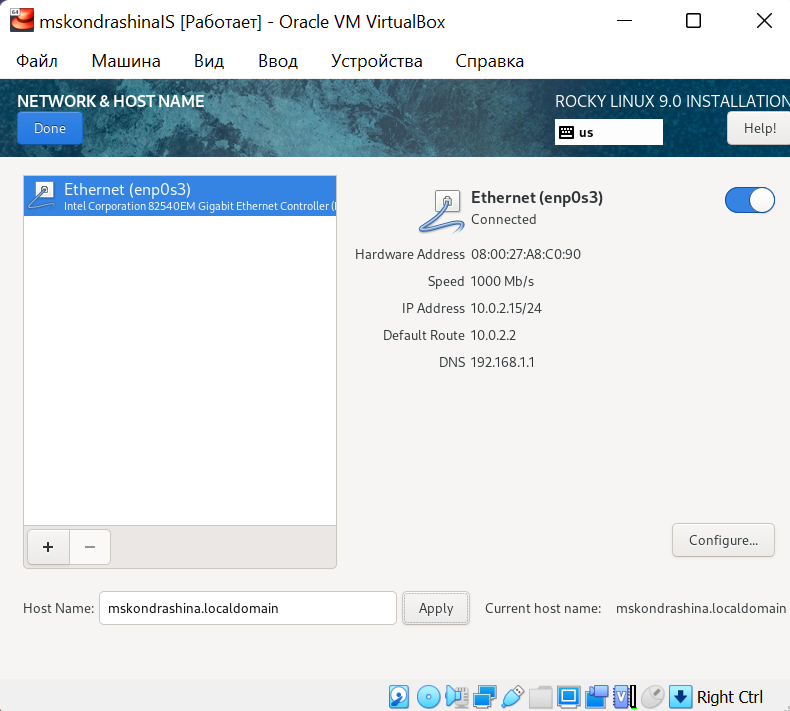 mskondrashinaIS [Работает] - Oracle VM VirtualBox
Файл Машина Вид Ввод Устройства Справка
NETWORK & HOST NAME
ROCKY LINUX 9.0 INSTALLATION
Done
us
Help!
Ethernet (enp0s3)
Intel Corporation 82540EM Gigabit Ethernet Controller (
Ethernet (enp0s3)
Connected
Hardware Address 08:00:27:A8:C0:90
Speed 1000 Mb/s
IP Address 10.0.2.15/24
Default Route 10.0.2.2
DNS 192.168.1.1
+ −
Configure...
Host Name: mskondrashina.localdomain Apply Current host name: mskondrashina.localdomain
Right Ctrl